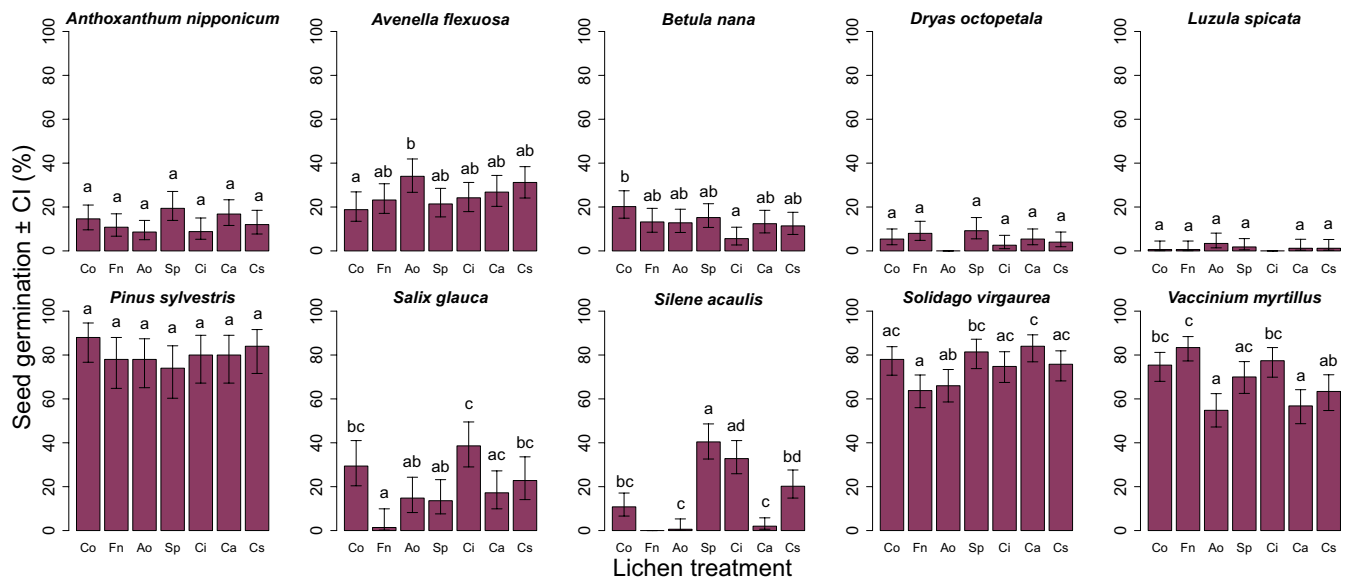 Anthoxanthum nipponicum
Avenella flexuosa
Betula nana
Dryas octopetala
Luzula spicata
Seed germination ± CI (%)
0 20 40 60 80 100
a a a a a a a
Co Fn Ao Sp Ci Ca Cs
0 20 40 60 80 100
a ab b ab ab ab ab
Co Fn Ao Sp Ci Ca Cs
0 20 40 60 80 100
b ab ab ab a ab ab
Co Fn Ao Sp Ci Ca Cs
0 20 40 60 80 100
a a a a a a
Co Fn Ao Sp Ci Ca Cs
0 20 40 60 80 100
a a a a a a
Co Fn Ao Sp Ci Ca Cs
Pinus sylvestris
Salix glauca
Silene acaulis
Solidago virgaurea
Vaccinium myrtillus
0 20 40 60 80 100
a a a a a a a
Co Fn Ao Sp Ci Ca Cs
0 20 40 60 80 100
bc a ab ab c ac bc
Co Fn Ao Sp Ci Ca Cs
0 20 40 60 80 100
bc c a ad c bd
Co Fn Ao Sp Ci Ca Cs
0 20 40 60 80 100
ac a ab bc ac c ac
Co Fn Ao Sp Ci Ca Cs
0 20 40 60 80 100
bc c a ac bc a ab
Co Fn Ao Sp Ci Ca Cs
Lichen treatment